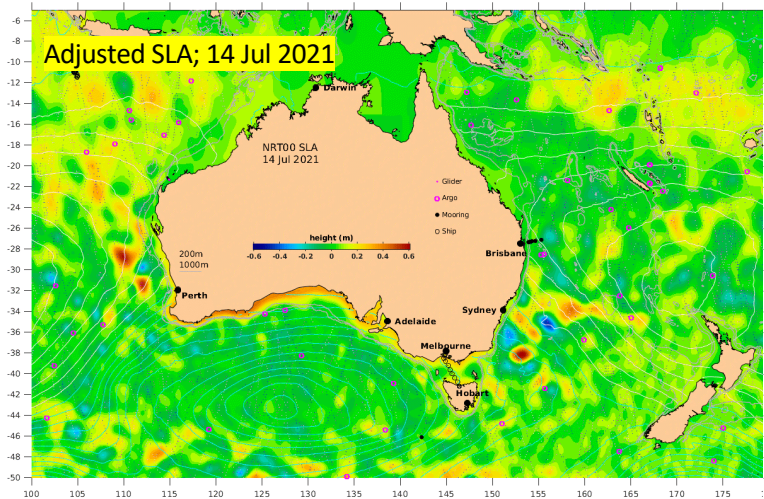 Adjusted SLA; 14 Jul 2021
-5
-10
-12
-14
-16
-18
-20
-22
-24
-26
-28
-30
-32
-34
-36
-38
-40
-42
-44
-46
-48
-50
Darwin
NRT00 SLA
14 Jul 2021
Glider
Argo
Mooring
Ship
height (m)
-0.6 -0.4 -0.2 0 0.2 0.4 0.6
200m
1000m
Brisbane
Perth
Sydney
Adelaide
Melbourne
Hobart
100 105 110 115 120 125 130 135 140 145 150 155 160 165 170 175